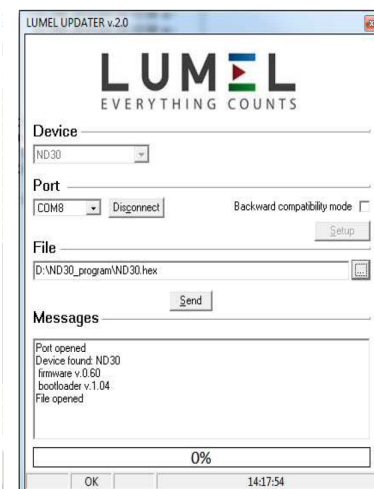 LUMEL UPDATER v.2.0
LUMEL
EVERYTHING COUNTS
Device
ND30
Port
COM8 Disconnect Backward compatibility mode
Setup
File
D:\ND30_program\ND30.hex ...
Send
Messages
Port opened
Device found: ND30
firmware v.0.60
bootloader v.1.04
File opened
0%
OK 14:17:54